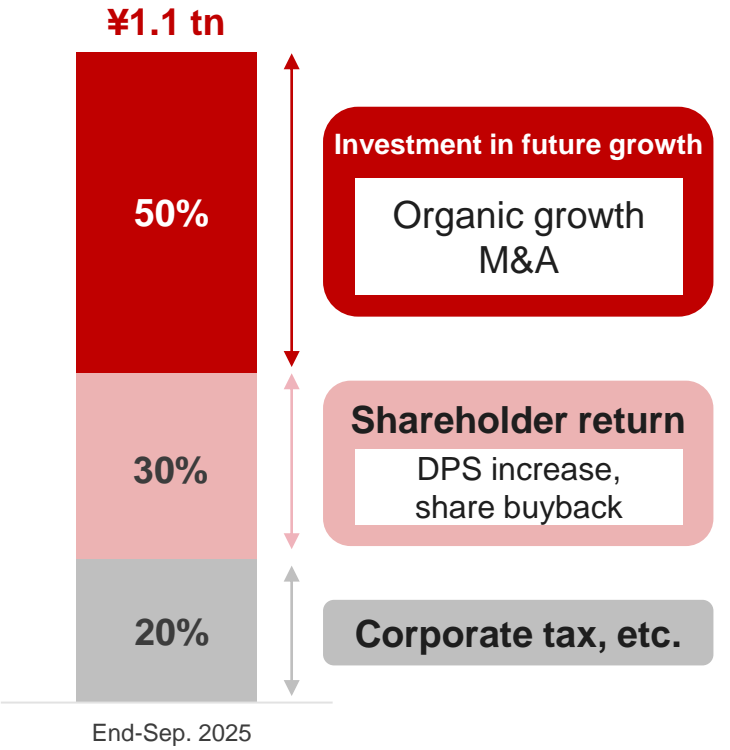 ¥1.1 tn
50%
Investment in future growth
Organic growth
M&A
30%
Shareholder return
DPS increase,
share buyback
20%
Corporate tax, etc.
End-Sep. 2025